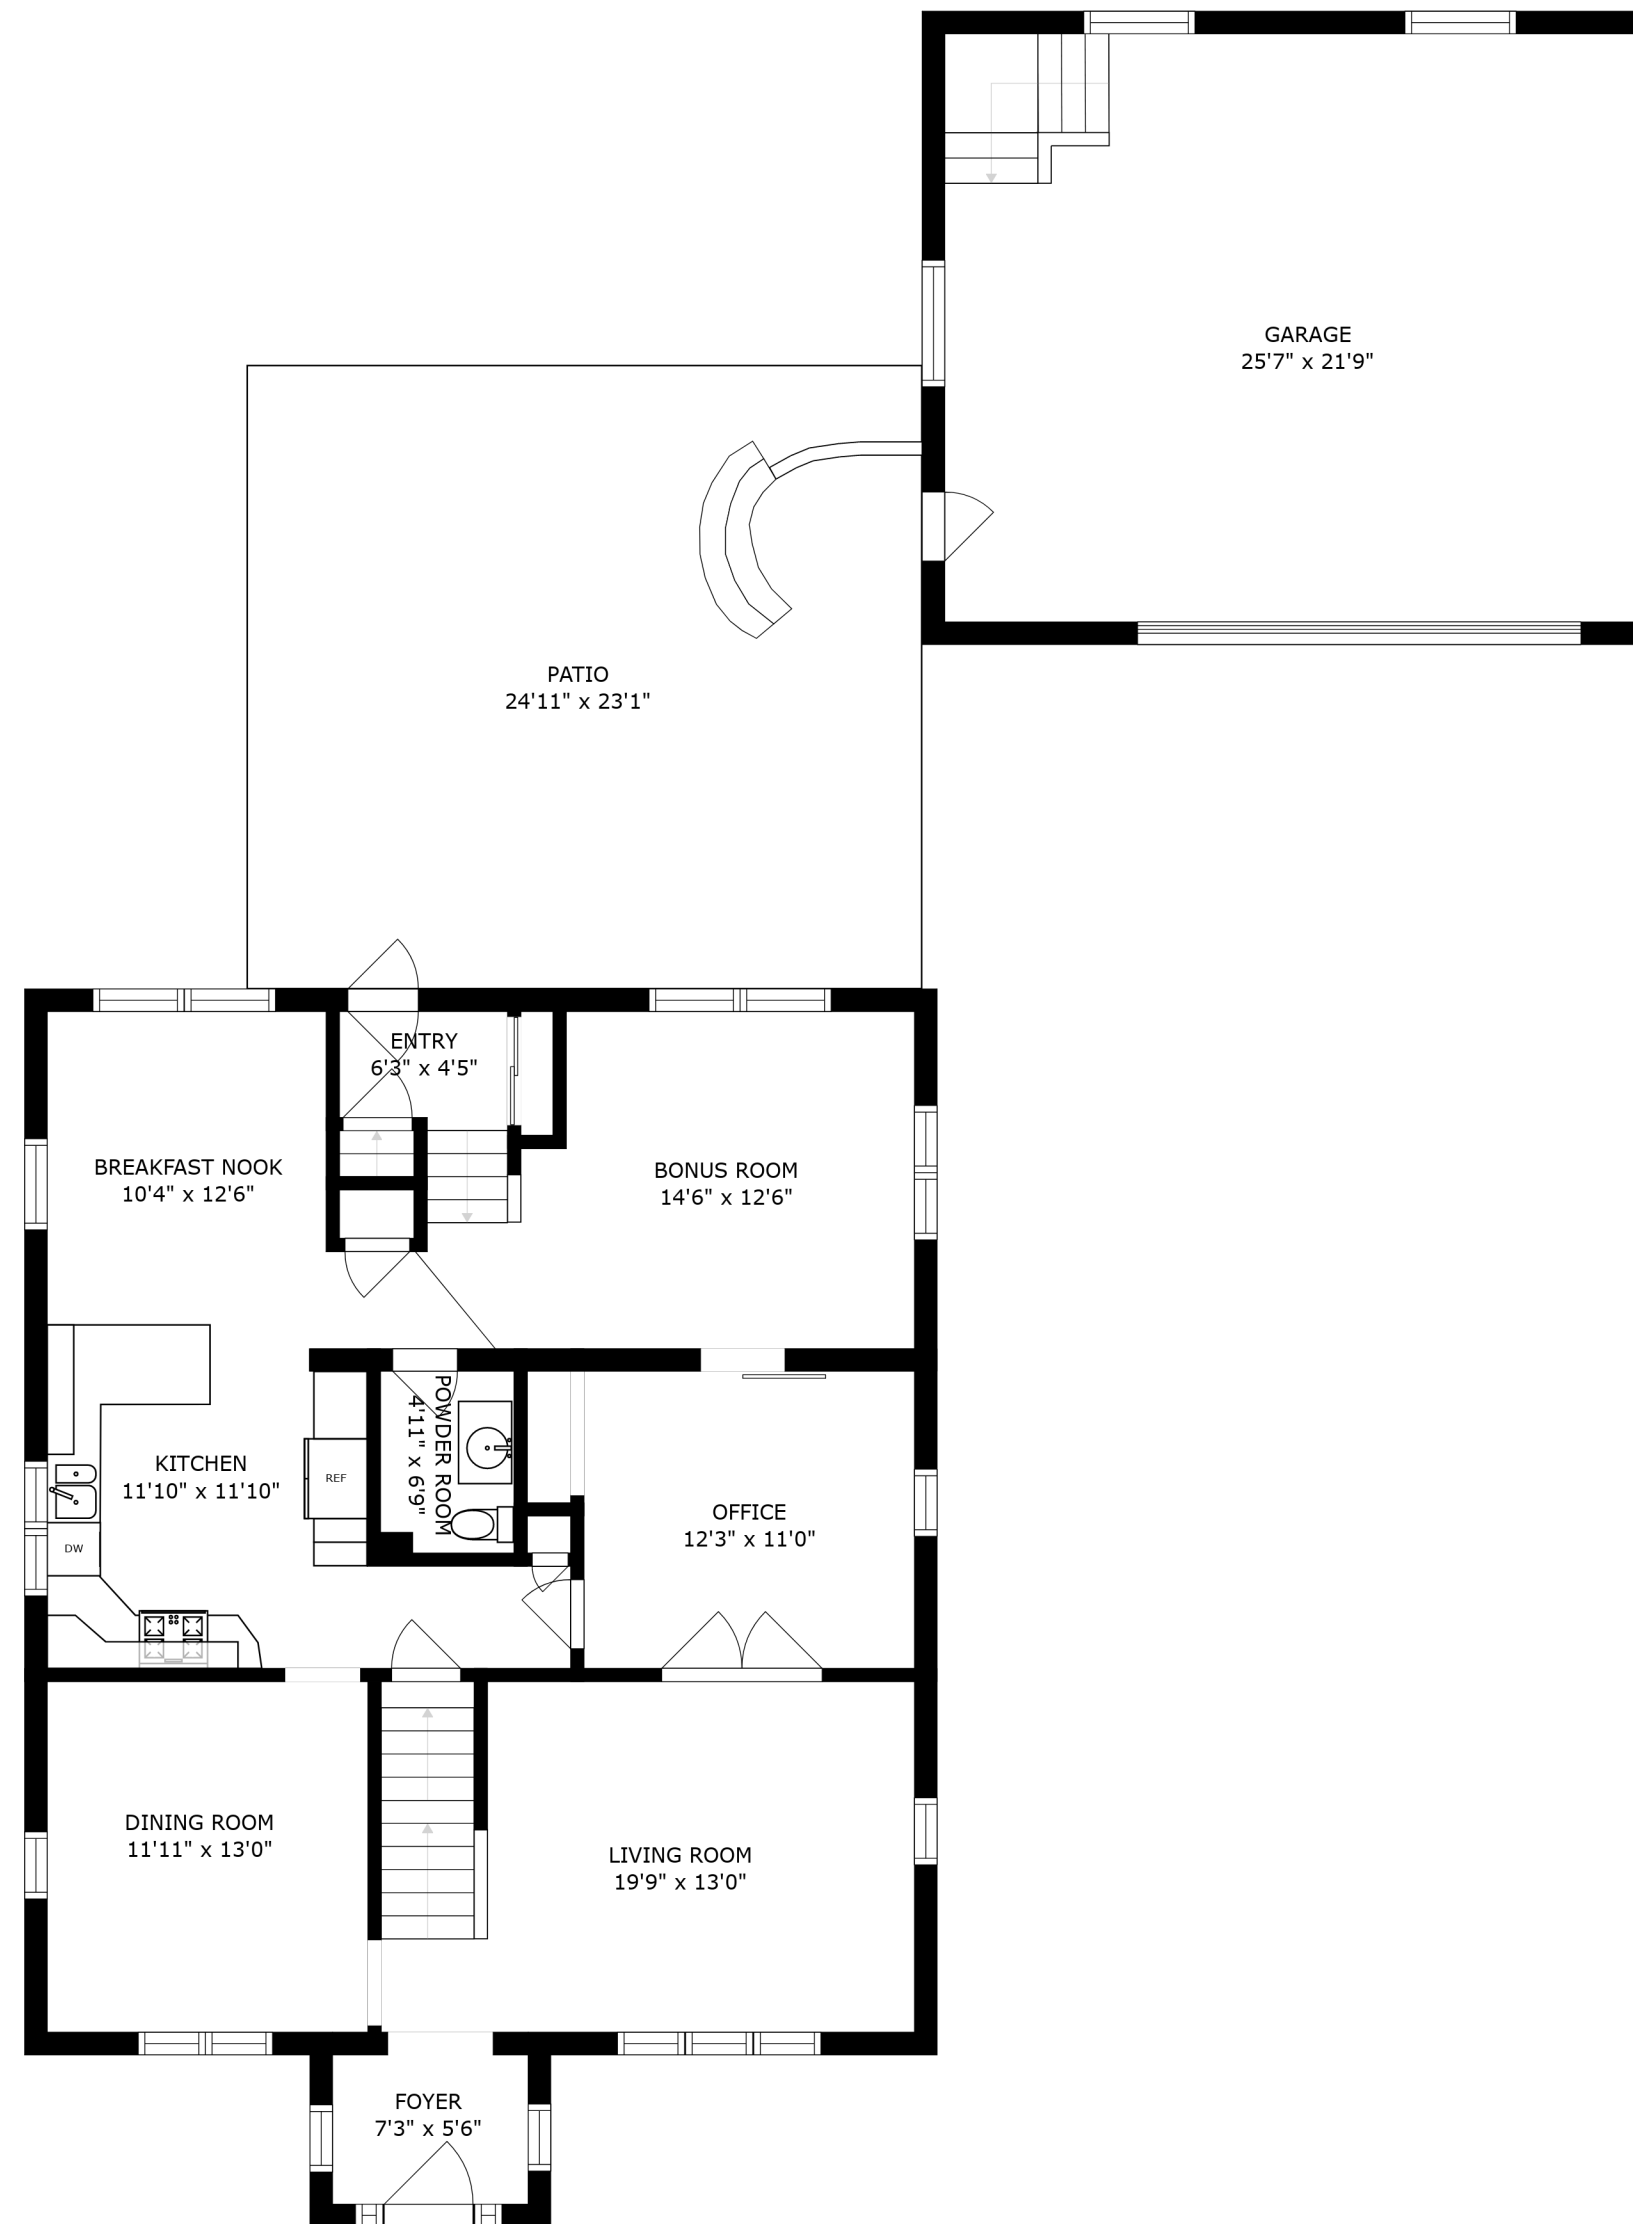 GARAGE
25'7" x 21'9"
PATIO
24'11" x 23'1"
ENTRY
6'3" x 4'5"
BREAKFAST NOOK
10'4" x 12'6"
BONUS ROOM
14'6" x 12'6"
POWDER ROOM
4'11" x 6'9"
KITCHEN
11'10" x 11'10"
REF
OFFICE
12'3" x 11'0"
DW
DINING ROOM
11'11" x 13'0"
LIVING ROOM
19'9" x 13'0"
FOYER
7'3" x 5'6"